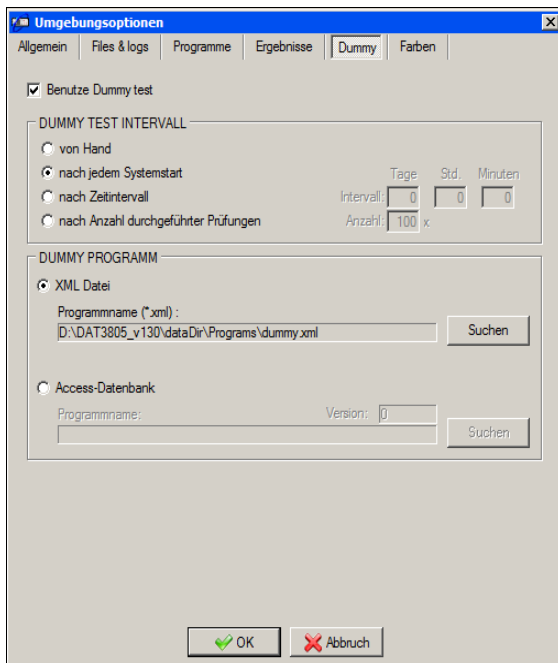 Umgebungsoptionen
Allgemein Files & logs Programme Ergebnisse Dummy Farben
Benutze Dummy test
DUMMY TEST INTERVALL
von Hand
nach jedem Systemstart Tage Std. Minuten
nach Zeitintervall Intervall: 0 0 0
nach Anzahl durchgeführter Prüfungen Anzahl: 100 x
DUMMY PROGRAMM
XML Datei
Programmname (*.xml) :
D:\DAT3805_v130\dataDir\Programs\dummy.xml Suchen
Access-Datenbank
Programmname: Version: 0
Suchen
OK Abbruch